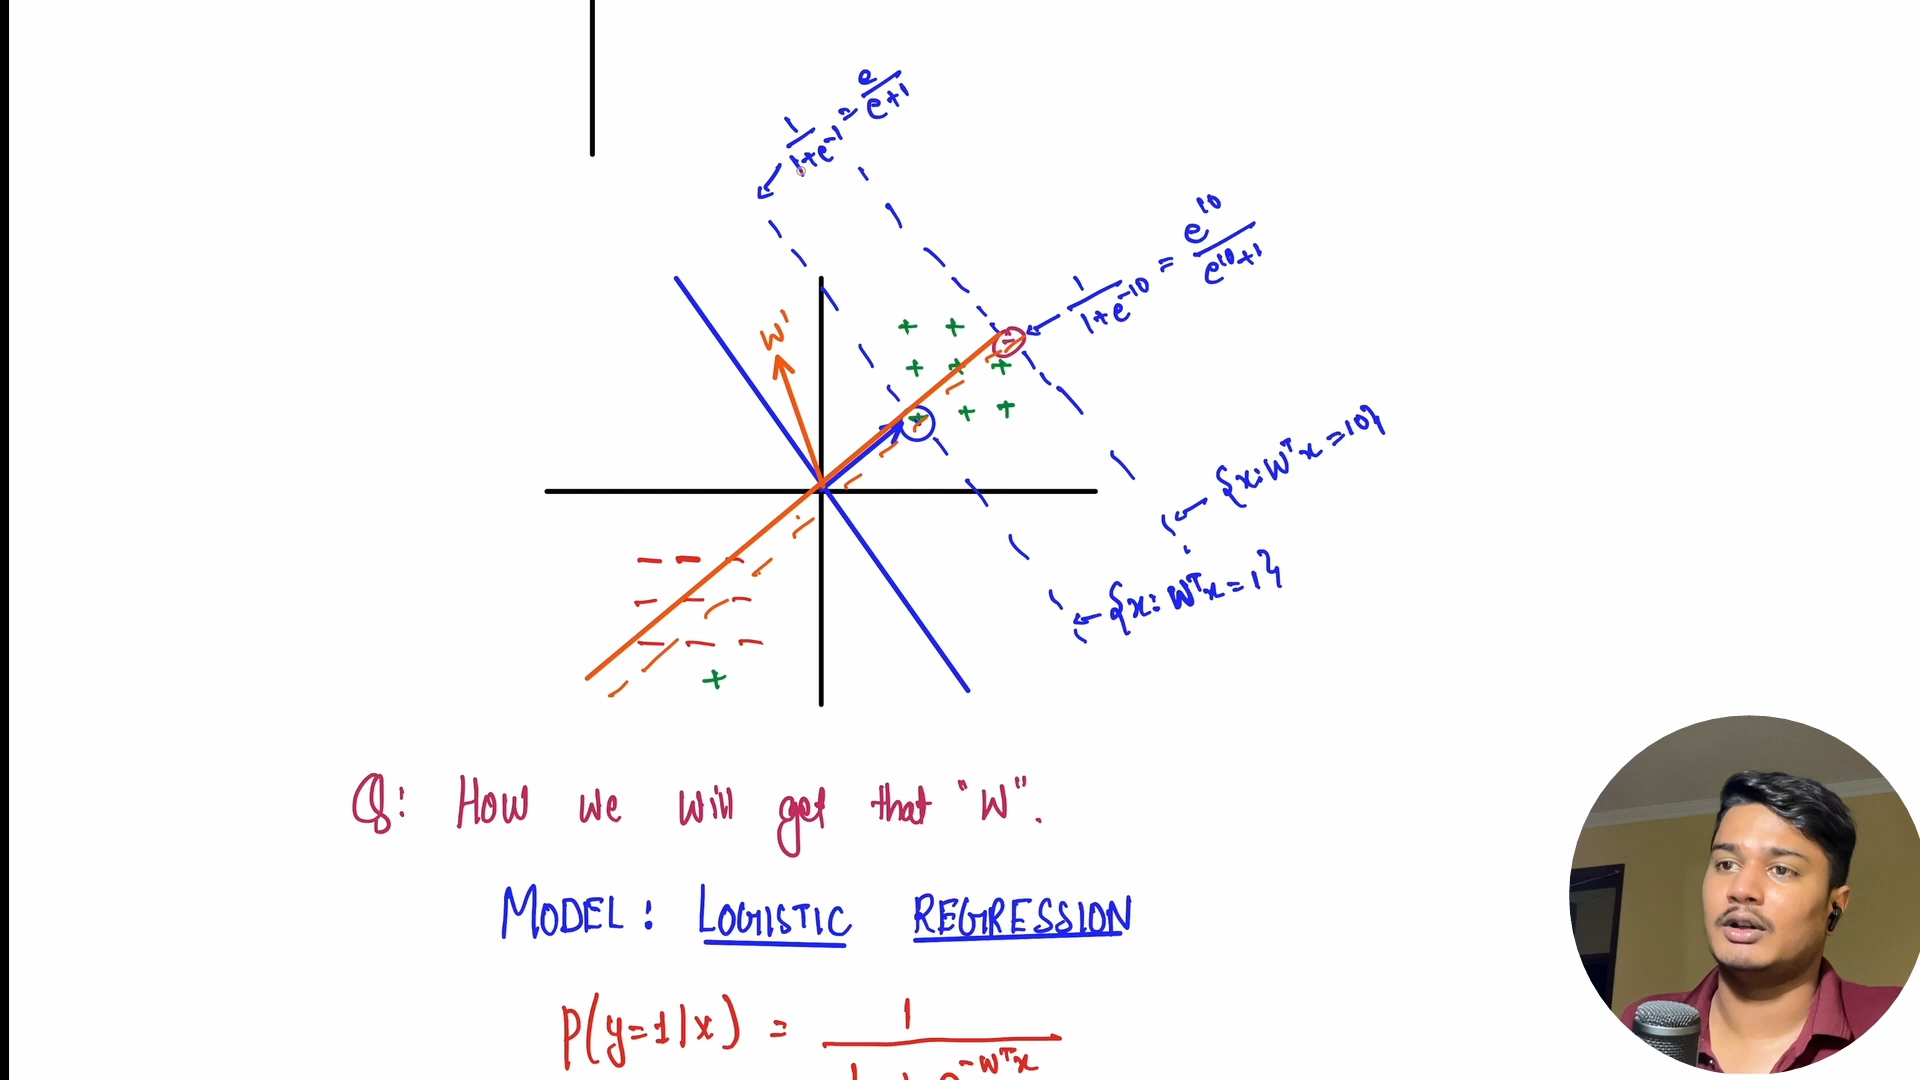 1/(1+e^-1) = e/(e+1)
1/(1+e^-10) = e^10/(e^10+1)
w'
{x: w^T x = 10}
{x: w^T x = 1}
Q: How we will get that "W".
MODEL: LOGISTIC REGRESSION
P(y=1|x) = 1/(1+e^-w^T x)